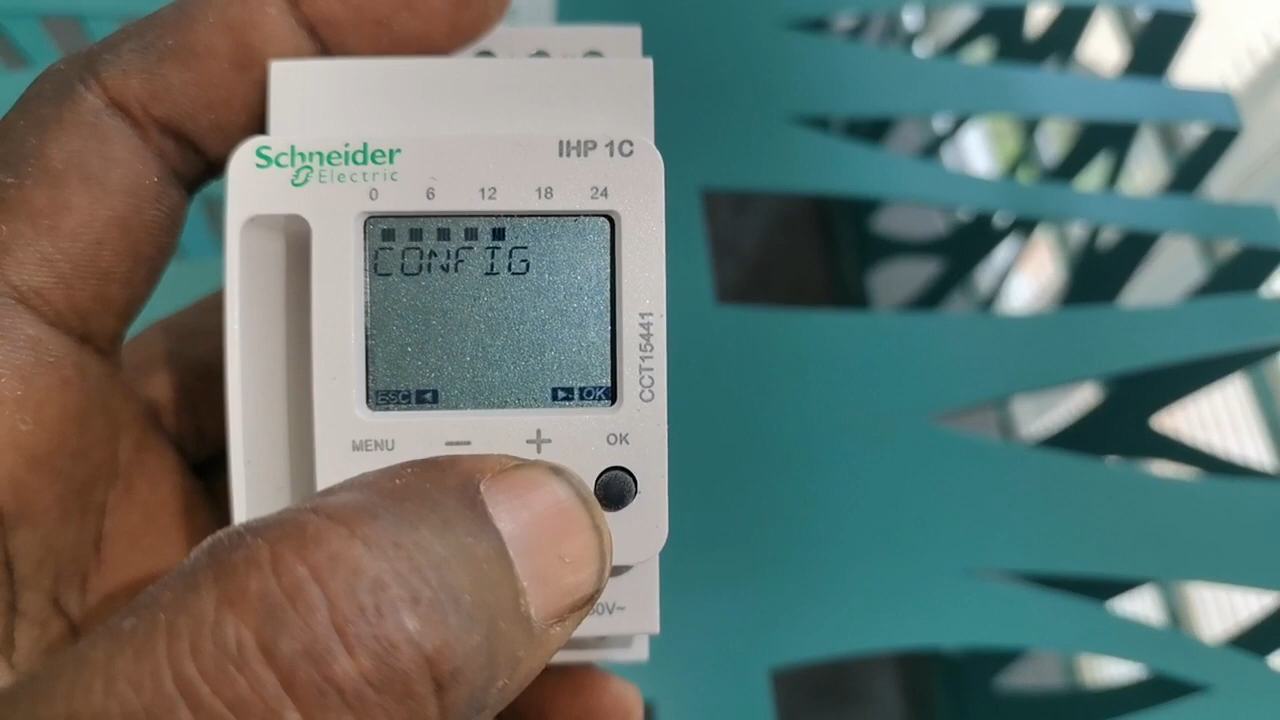 Schneider
Electric
IHP 1C
0 6 12 18 24
CONFIG
ESC ◀ ▶ OK
CCT15441
MENU — + OK